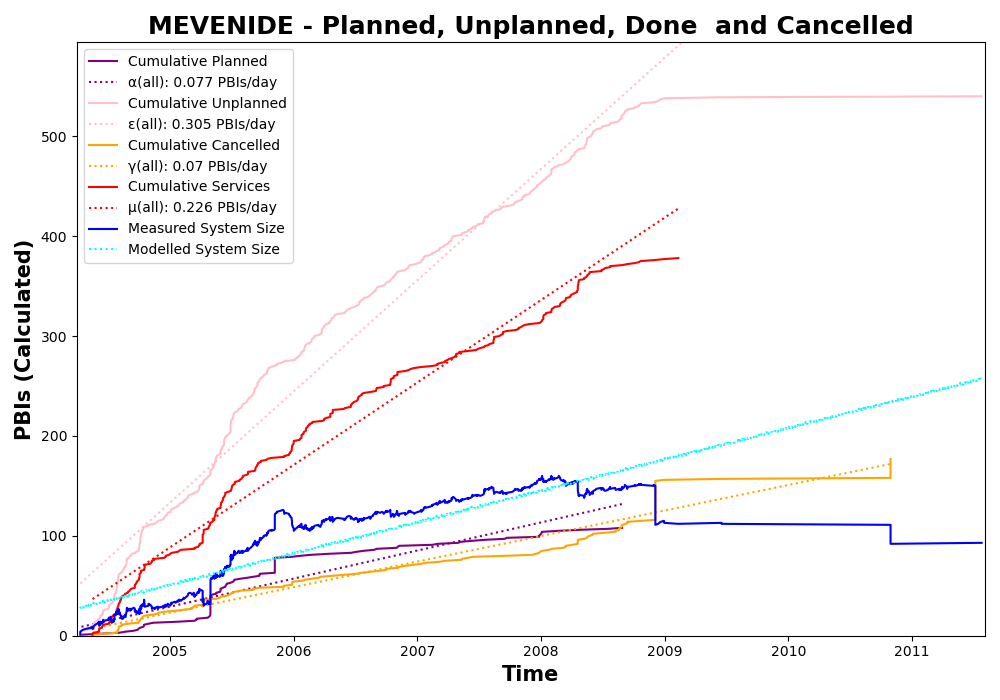 MEVENIDE - Planned, Unplanned, Done  and Cancelled
Cumulative Planned
α(all): 0.077 PBIs/day
Cumulative Unplanned
ε(all): 0.305 PBIs/day
Cumulative Cancelled
γ(all): 0.07 PBIs/day
Cumulative Services
μ(all): 0.226 PBIs/day
Measured System Size
Modelled System Size
PBIs (Calculated)
500
400
300
200
100
0
2005 2006 2007 2008 2009 2010 2011
Time